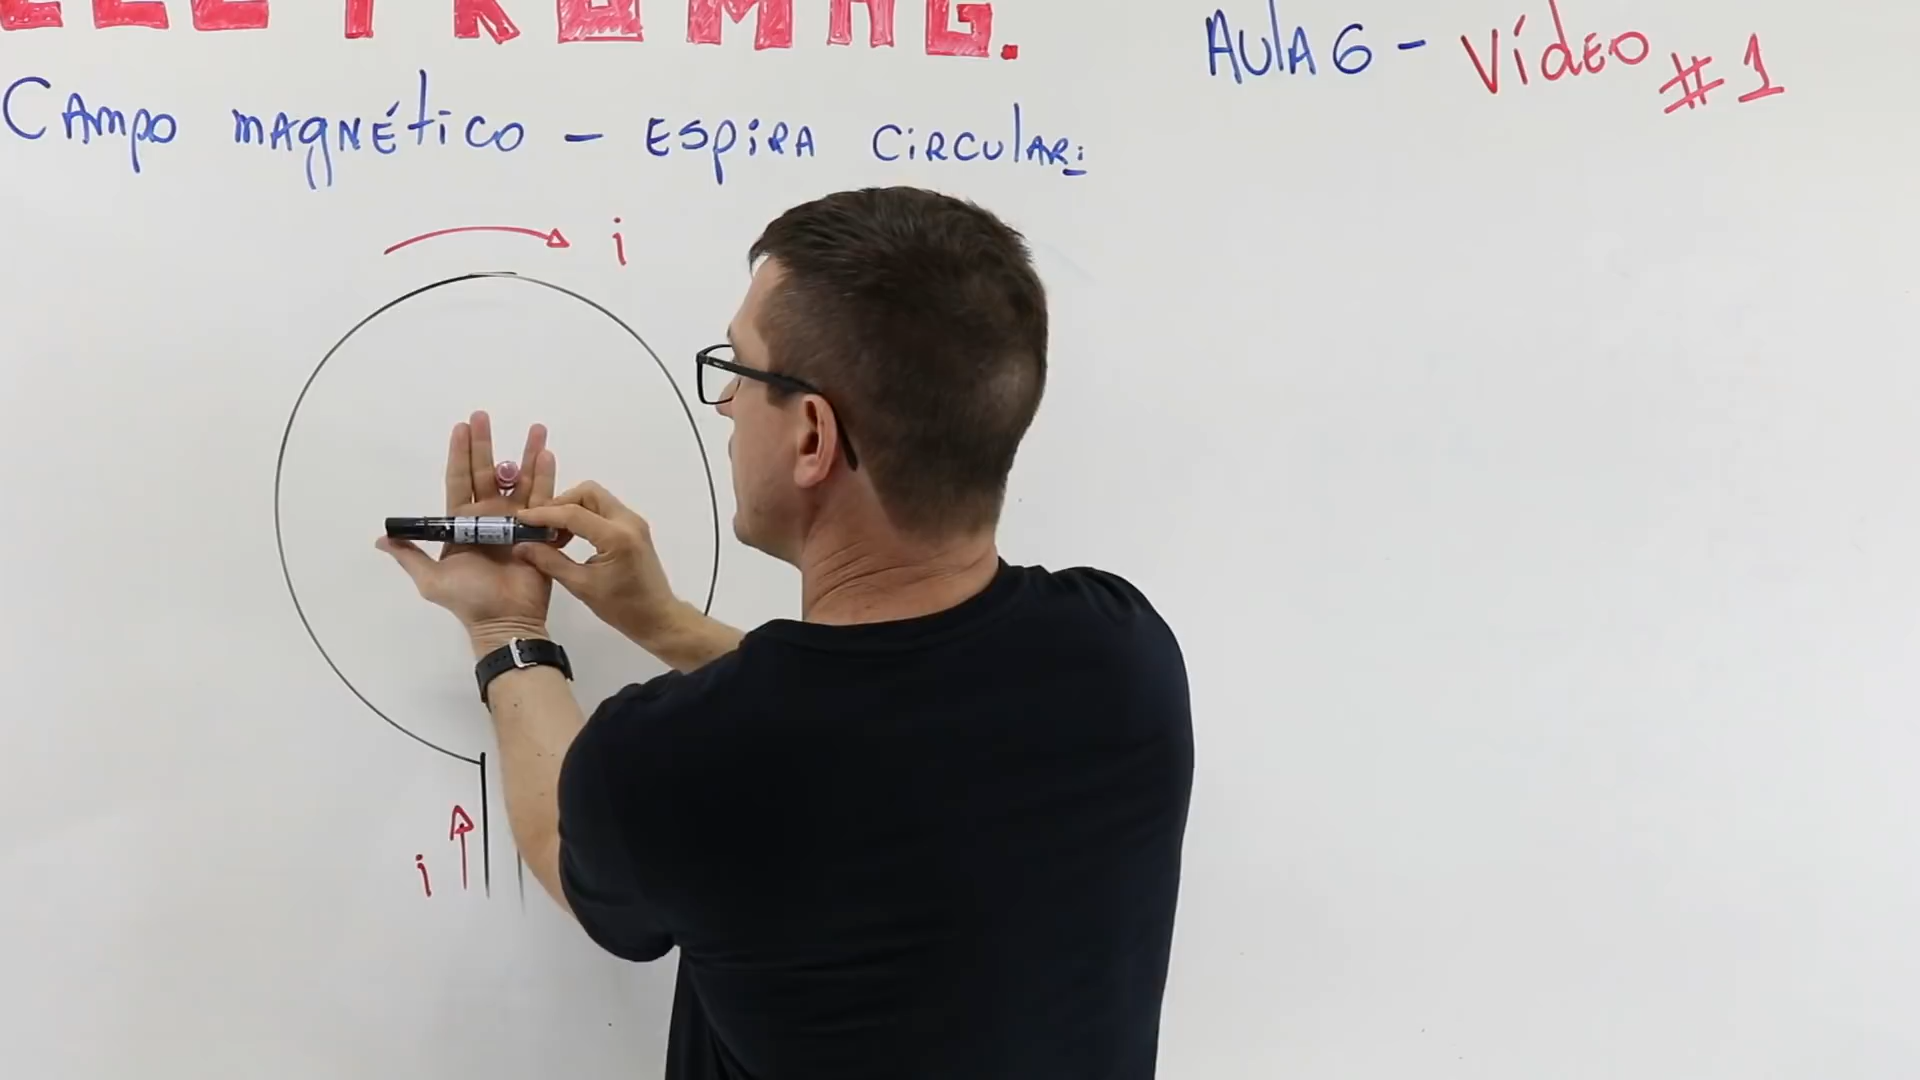 ELETROMAG.
AULA 6 - Vídeo #1
CAMPO MAGNÉTICO - ESPIRA CIRCULAR:
i
i